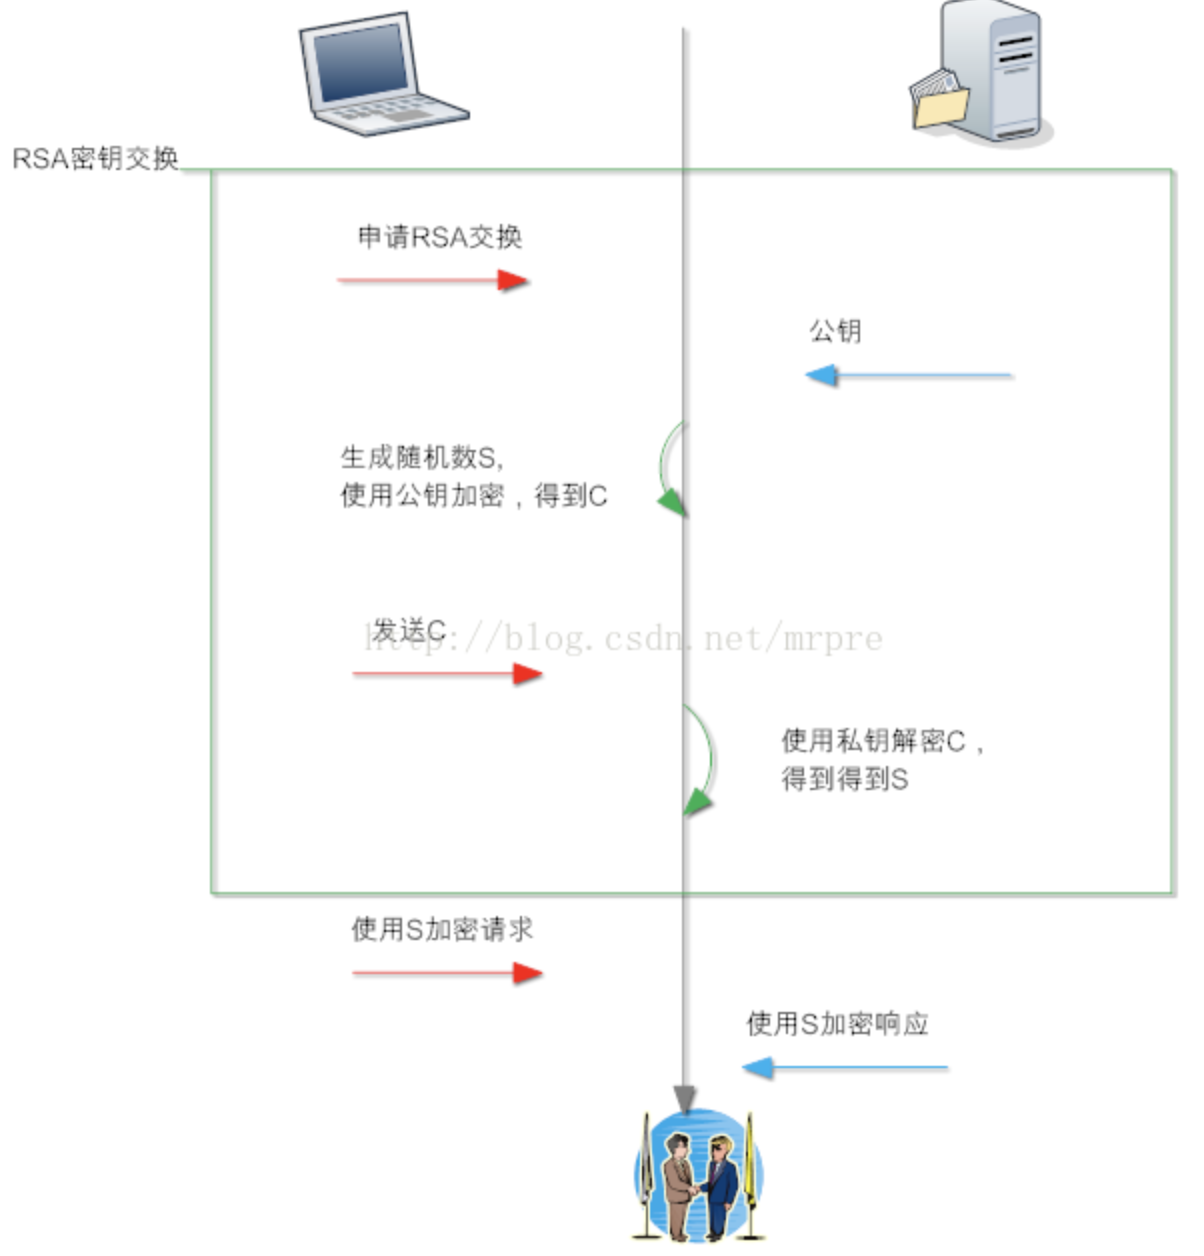 RSA密钥交换
申请RSA交换
公钥
生成随机数S,
使用公钥加密，得到C
发送C
http://blog.csdn.net/mrpre
使用私钥解密C，
得到得到S
使用S加密请求
使用S加密响应